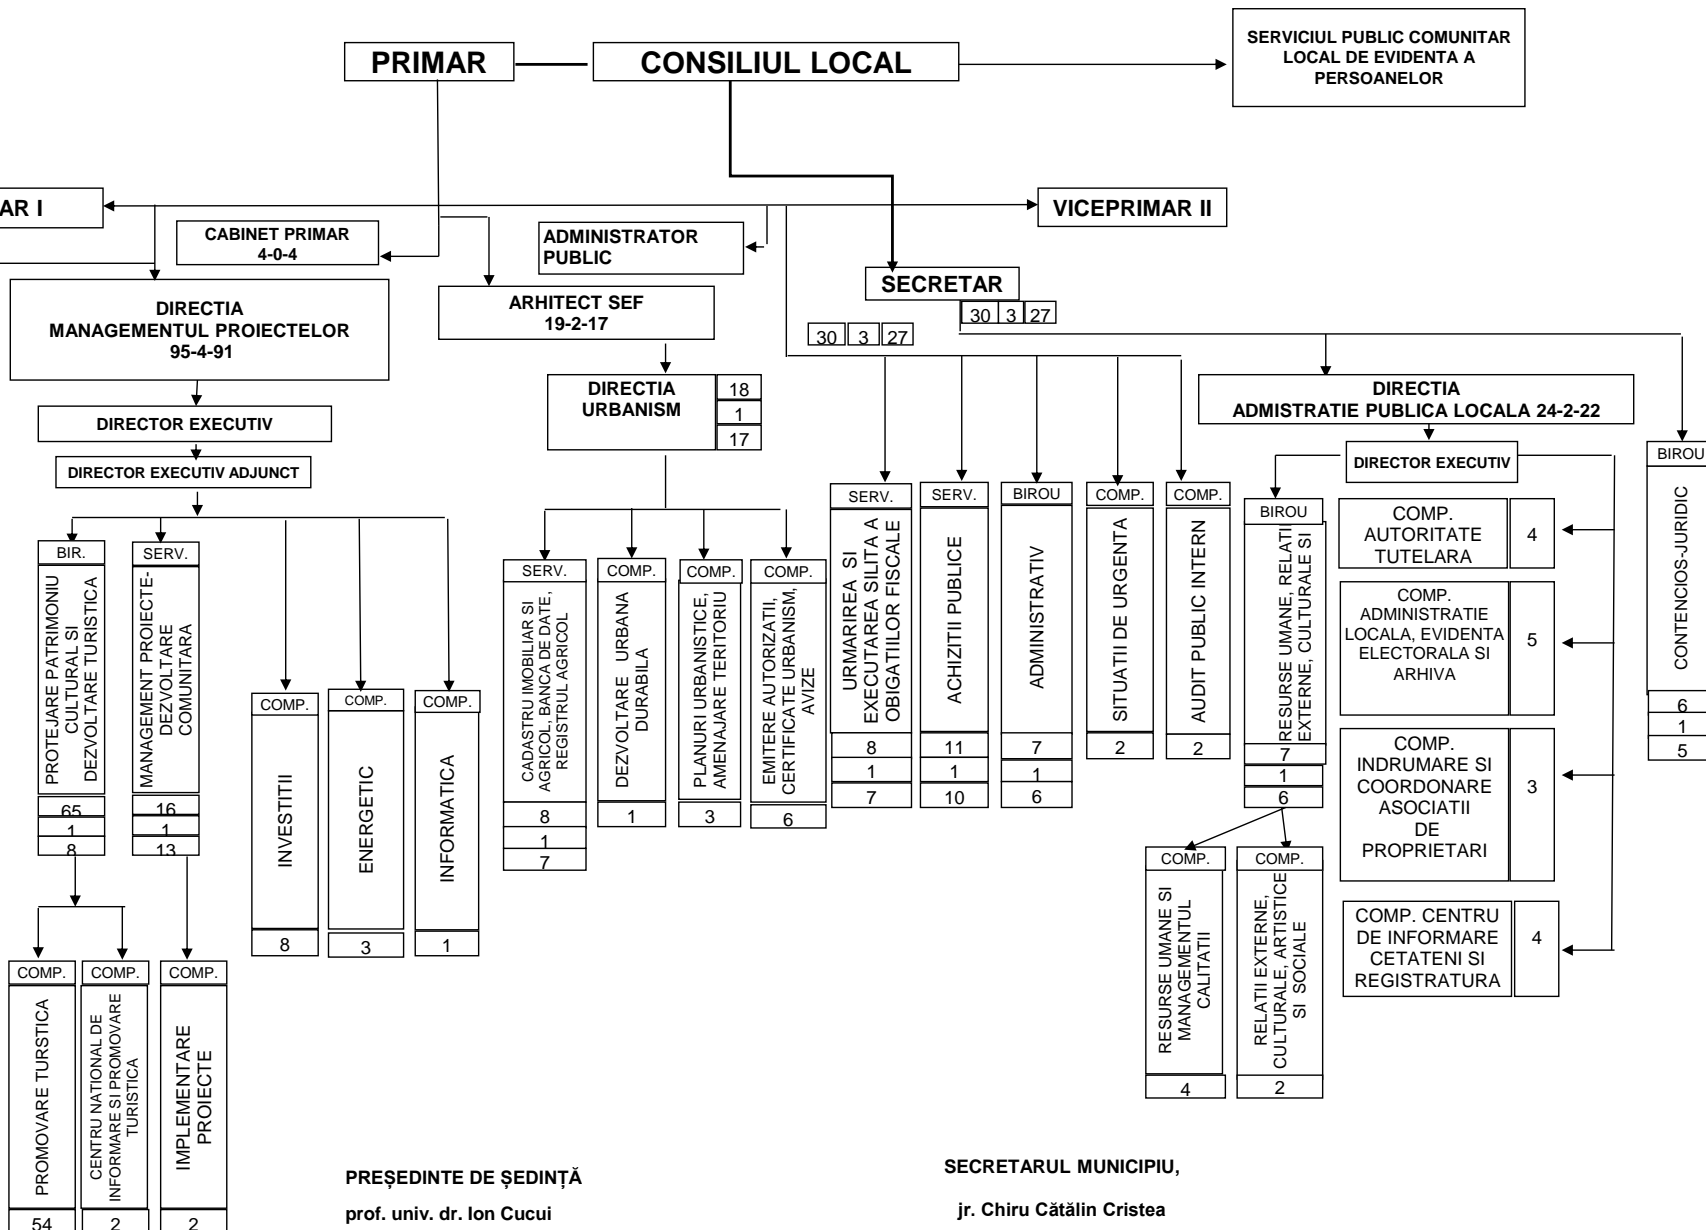 PRIMAR
CONSILIUL LOCAL
SERVICIUL PUBLIC COMUNITAR
LOCAL DE EVIDENTA A
PERSOANELOR
AR I
VICEPRIMAR II
CABINET PRIMAR
4-0-4
ADMINISTRATOR
PUBLIC
SECRETAR
30 3 27
DIRECTIA
MANAGEMENTUL PROIECTELOR
95-4-91
ARHITECT SEF
19-2-17
30 3 27
DIRECTIA
URBANISM
18
1
17
DIRECTIA
ADMISTRATIE PUBLICA LOCALA 24-2-22
DIRECTOR EXECUTIV
DIRECTOR EXECUTIV ADJUNCT
DIRECTOR EXECUTIV
BIR.
PROTEJARE PATRIMONIU
CULTURAL SI
DEZVOLTARE TURISTICA
65
1
8
SERV.
MANAGEMENT PROIECTE-
DEZVOLTARE
COMUNITARA
16
1
13
COMP.
INVESTITII
8
COMP.
ENERGETIC
3
COMP.
INFORMATICA
1
SERV.
CADASTRU IMOBILIAR SI
AGRICOL, BANCA DE DATE,
REGISTRUL AGRICOL
8
1
7
COMP.
DEZVOLTARE URBANA
DURABILA
1
COMP.
PLANURI URBANISTICE,
AMENAJARE TERITORIU
3
COMP.
EMITERE AUTORIZATII,
CERTIFICATE URBANISM,
AVIZE
6
SERV.
URMARIREA SI
EXECUTAREA SILITA A
OBIGATIILOR FISCALE
8
1
7
SERV.
ACHIZITII PUBLICE
11
1
10
BIROU
ADMINISTRATIV
7
1
6
COMP.
SITUATII DE URGENTA
2
COMP.
AUDIT PUBLIC INTERN
2
BIROU
RESURSE UMANE, RELATII
EXTERNE, CULTURALE SI
7
1
6
COMP.
AUTORITATE
TUTELARA
4
COMP.
ADMINISTRATIE
LOCALA, EVIDENTA
ELECTORALA SI
ARHIVA
5
COMP.
INDRUMARE SI
COORDONARE
ASOCIATII
DE
PROPRIETARI
3
COMP. CENTRU
DE INFORMARE
CETATENI SI
REGISTRATURA
4
BIROU
CONTENCIOS-JURIDIC
6
1
5
COMP.
RESURSE UMANE SI
MANAGEMENTUL
CALITATII
4
COMP.
RELATII EXTERNE,
CULTURALE, ARTISTICE
SI SOCIALE
2
COMP.
PROMOVARE TURSTICA
54
COMP.
CENTRU NATIONAL DE
INFORMARE SI PROMOVARE
TURISTICA
2
COMP.
IMPLEMENTARE
PROIECTE
2
PREȘEDINTE DE ȘEDINȚĂ
prof. univ. dr. Ion Cucui
SECRETARUL MUNICIPIU,
jr. Chiru Cătălin Cristea